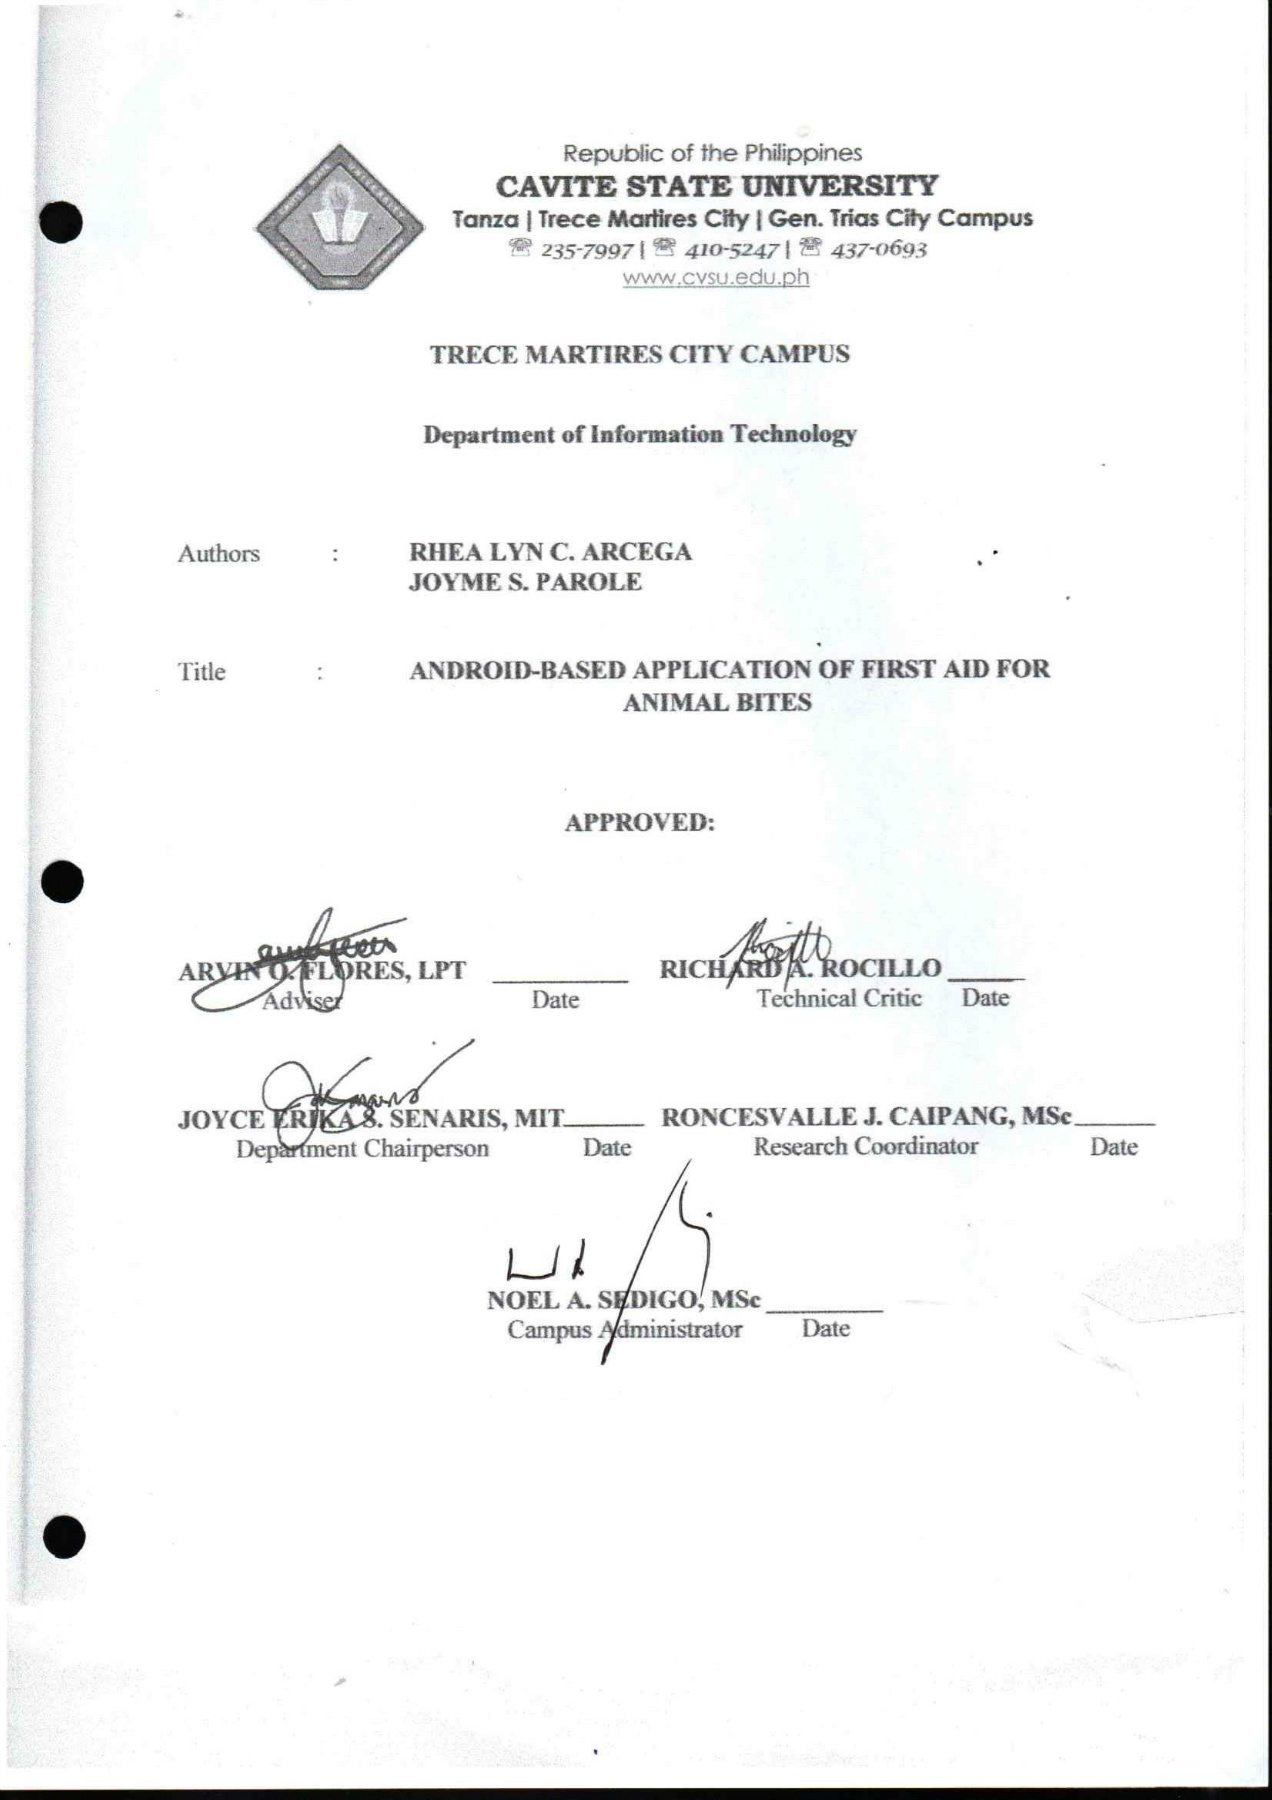 Republic of the Philippines
CAVITE STATE UNIVERSITY
Tanza | Trece Martires City | Gen. Trias City Campus
☏ 235-7997 | ☏ 410-5247 | ☏ 437-0693
www.cvsu.edu.ph
TRECE MARTIRES CITY CAMPUS
Department of Information Technology
Authors : RHEA LYN C. ARCEGA
JOYME S. PAROLE
Title : ANDROID-BASED APPLICATION OF FIRST AID FOR
ANIMAL BITES
APPROVED:
ARVIN O. FLORES, LPT __________ RICHARD A. ROCILLO ______
Adviser Date Technical Critic Date
JOYCE ERIKA S. SENARIS, MIT______ RONCESVALLE J. CAIPANG, MSc______
Department Chairperson Date Research Coordinator Date
NOEL A. SEDIGO, MSc _________
Campus Administrator Date